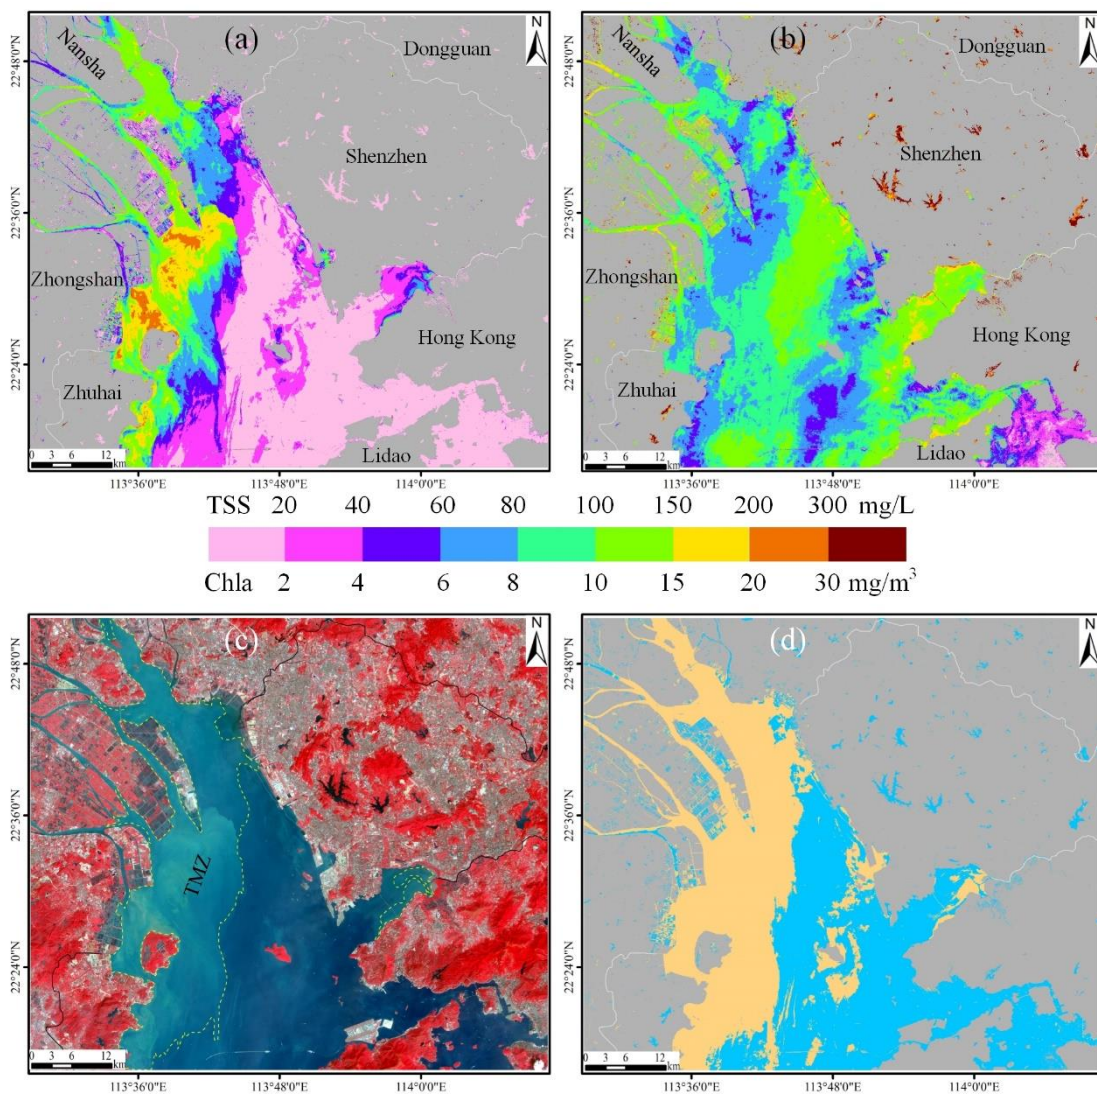 (a)
N
Nansha
Dongguan
Shenzhen
Zhongshan
Hong Kong
Zhuhai
Lidao
0 3 6 12
km
22°48'0"N
22°36'0"N
22°24'0"N
113°36'0"E 113°48'0"E 114°0'0"E
(b)
N
Nansha
Dongguan
Shenzhen
Zhongshan
Hong Kong
Zhuhai
Lidao
0 3 6 12
km
22°48'0"N
22°36'0"N
22°24'0"N
113°36'0"E 113°48'0"E 114°0'0"E
TSS 20 40 60 80 100 150 200 300 mg/L
Chla 2 4 6 8 10 15 20 30 mg/m³
(c)
N
TMZ
0 3 6 12
km
22°48'0"N
22°36'0"N
22°24'0"N
113°36'0"E 113°48'0"E 114°0'0"E
(d)
N
0 3 6 12
km
22°48'0"N
22°36'0"N
22°24'0"N
113°36'0"E 113°48'0"E 114°0'0"E